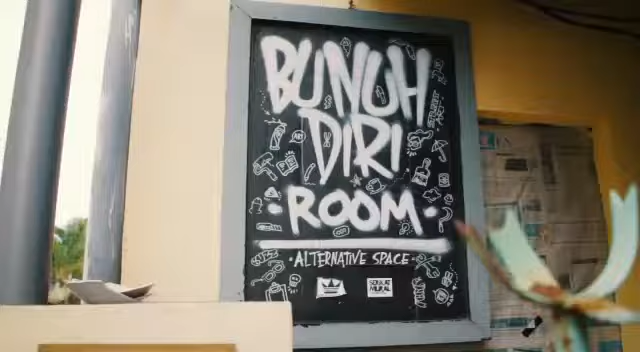 BUNUH
DIRI
• ROOM •
• ALTERNATIVE SPACE •